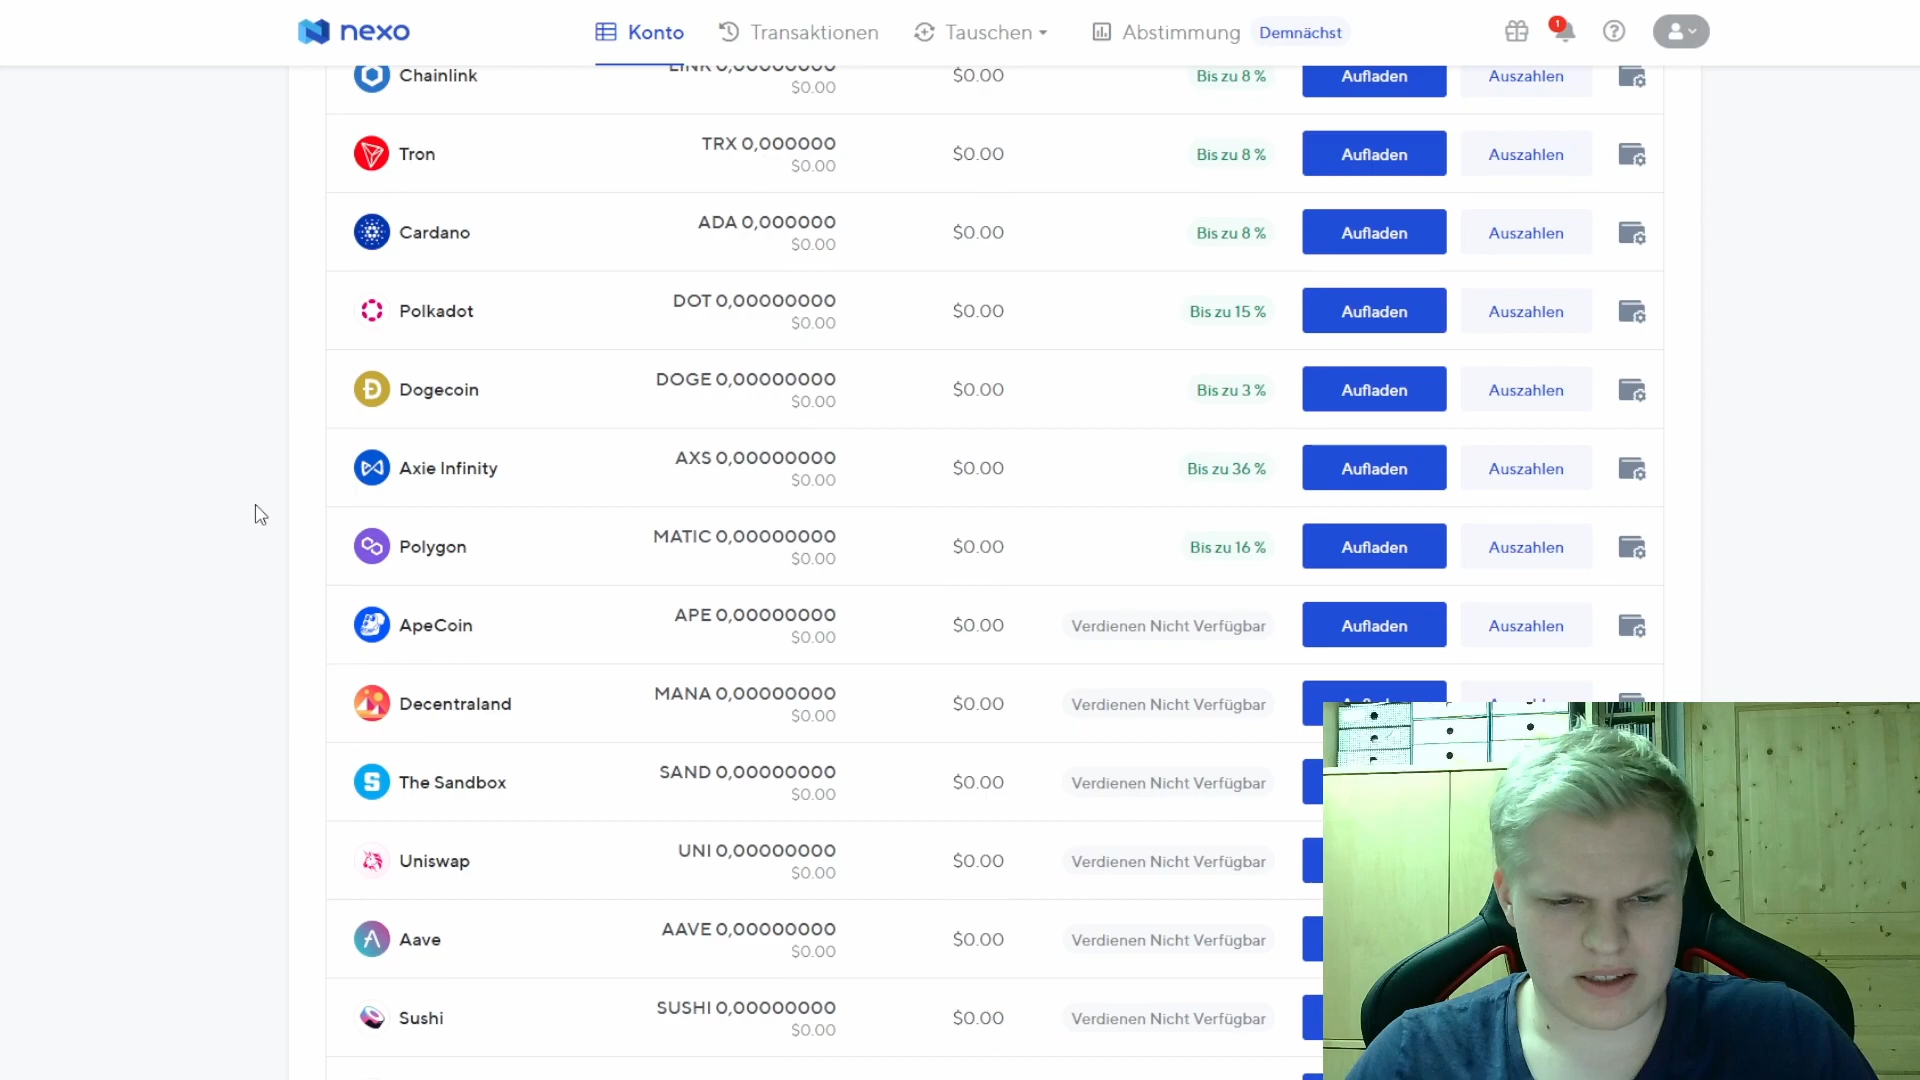 nexo
Konto
Transaktionen
Tauschen
Abstimmung
Demnächst
1
Chainlink
LINK 0,00000000
$0.00
$0.00
Bis zu 8 %
Aufladen
Auszahlen
Tron
TRX 0,000000
$0.00
$0.00
Bis zu 8 %
Aufladen
Auszahlen
Cardano
ADA 0,000000
$0.00
$0.00
Bis zu 8 %
Aufladen
Auszahlen
Polkadot
DOT 0,00000000
$0.00
$0.00
Bis zu 15 %
Aufladen
Auszahlen
Dogecoin
DOGE 0,00000000
$0.00
$0.00
Bis zu 3 %
Aufladen
Auszahlen
Axie Infinity
AXS 0,00000000
$0.00
$0.00
Bis zu 36 %
Aufladen
Auszahlen
Polygon
MATIC 0,00000000
$0.00
$0.00
Bis zu 16 %
Aufladen
Auszahlen
ApeCoin
APE 0,00000000
$0.00
$0.00
Verdienen Nicht Verfügbar
Aufladen
Auszahlen
Decentraland
MANA 0,00000000
$0.00
$0.00
Verdienen Nicht Verfügbar
The Sandbox
SAND 0,00000000
$0.00
$0.00
Verdienen Nicht Verfügbar
Uniswap
UNI 0,00000000
$0.00
$0.00
Verdienen Nicht Verfügbar
Aave
AAVE 0,00000000
$0.00
$0.00
Verdienen Nicht Verfügbar
Sushi
SUSHI 0,00000000
$0.00
$0.00
Verdienen Nicht Verfügbar